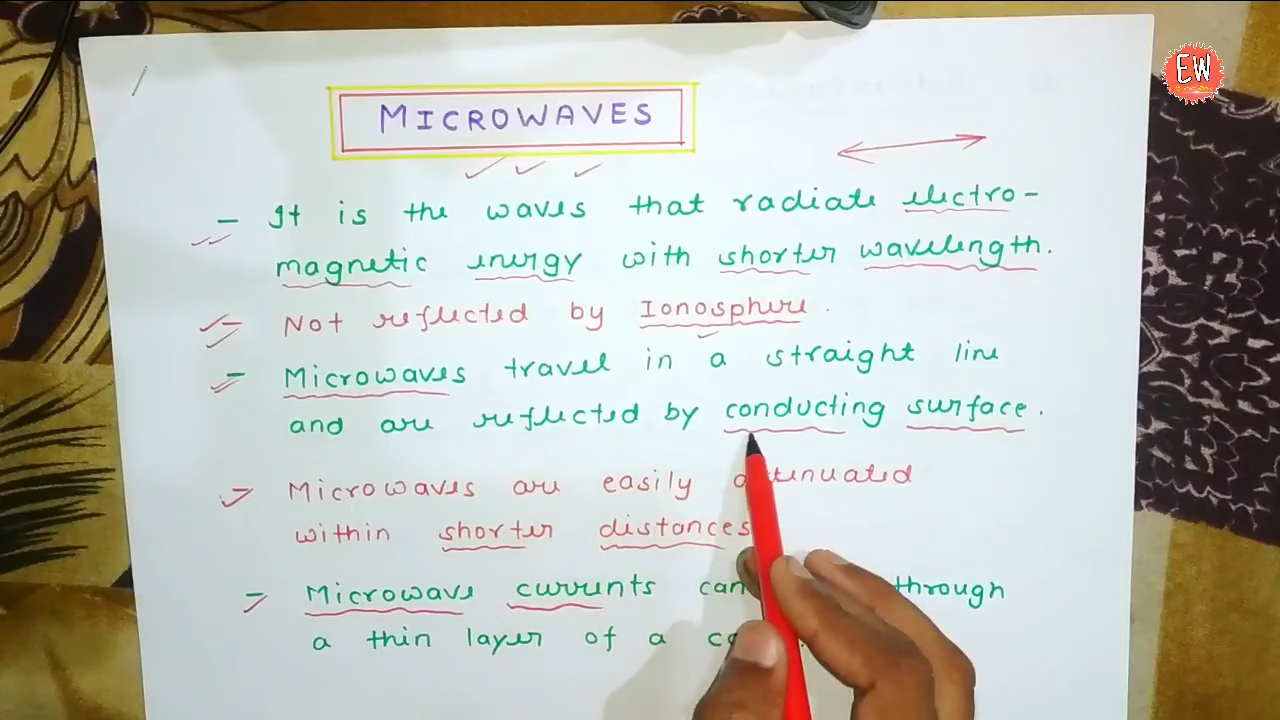 EW
MICROWAVES
- It is the waves that radiate electro-
magnetic energy with shorter wavelength.
- Not reflected by Ionosphere.
- Microwaves travel in a straight line
and are reflected by conducting surface.
Microwaves are easily attenuated
within shorter distances
- Microwave currents can through
a thin layer of a